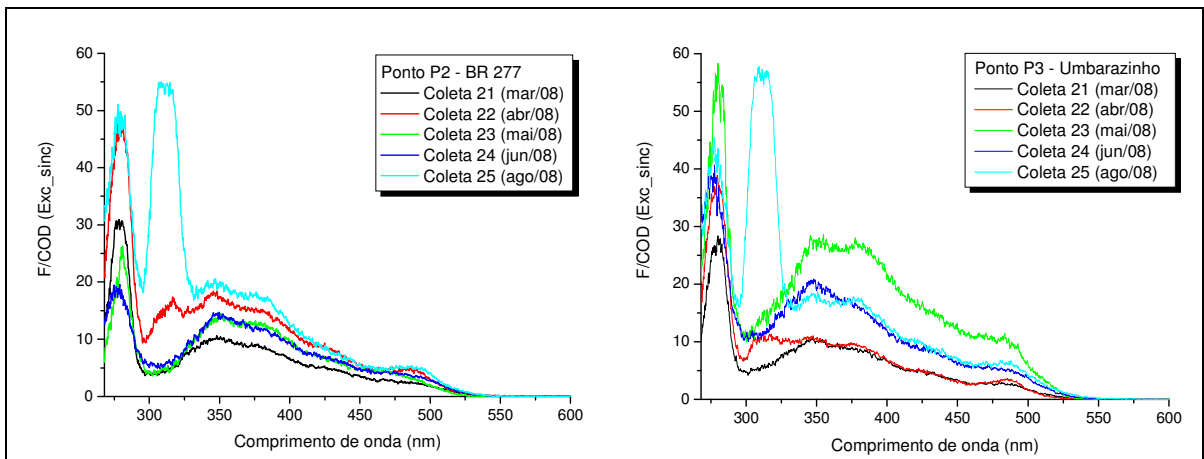 Ponto P2 - BR 277
Coleta 21 (mar/08)
Coleta 22 (abr/08)
Coleta 23 (mai/08)
Coleta 24 (jun/08)
Coleta 25 (ago/08)
F/COD (Exc_sinc)
60
50
40
30
20
10
0
300 350 400 450 500 550 600
Comprimento de onda (nm)
Ponto P3 - Umbarazinho
Coleta 21 (mar/08)
Coleta 22 (abr/08)
Coleta 23 (mai/08)
Coleta 24 (jun/08)
Coleta 25 (ago/08)
F/COD (Exc_sinc)
60
50
40
30
20
10
0
300 350 400 450 500 550 600
Comprimento de onda (nm)